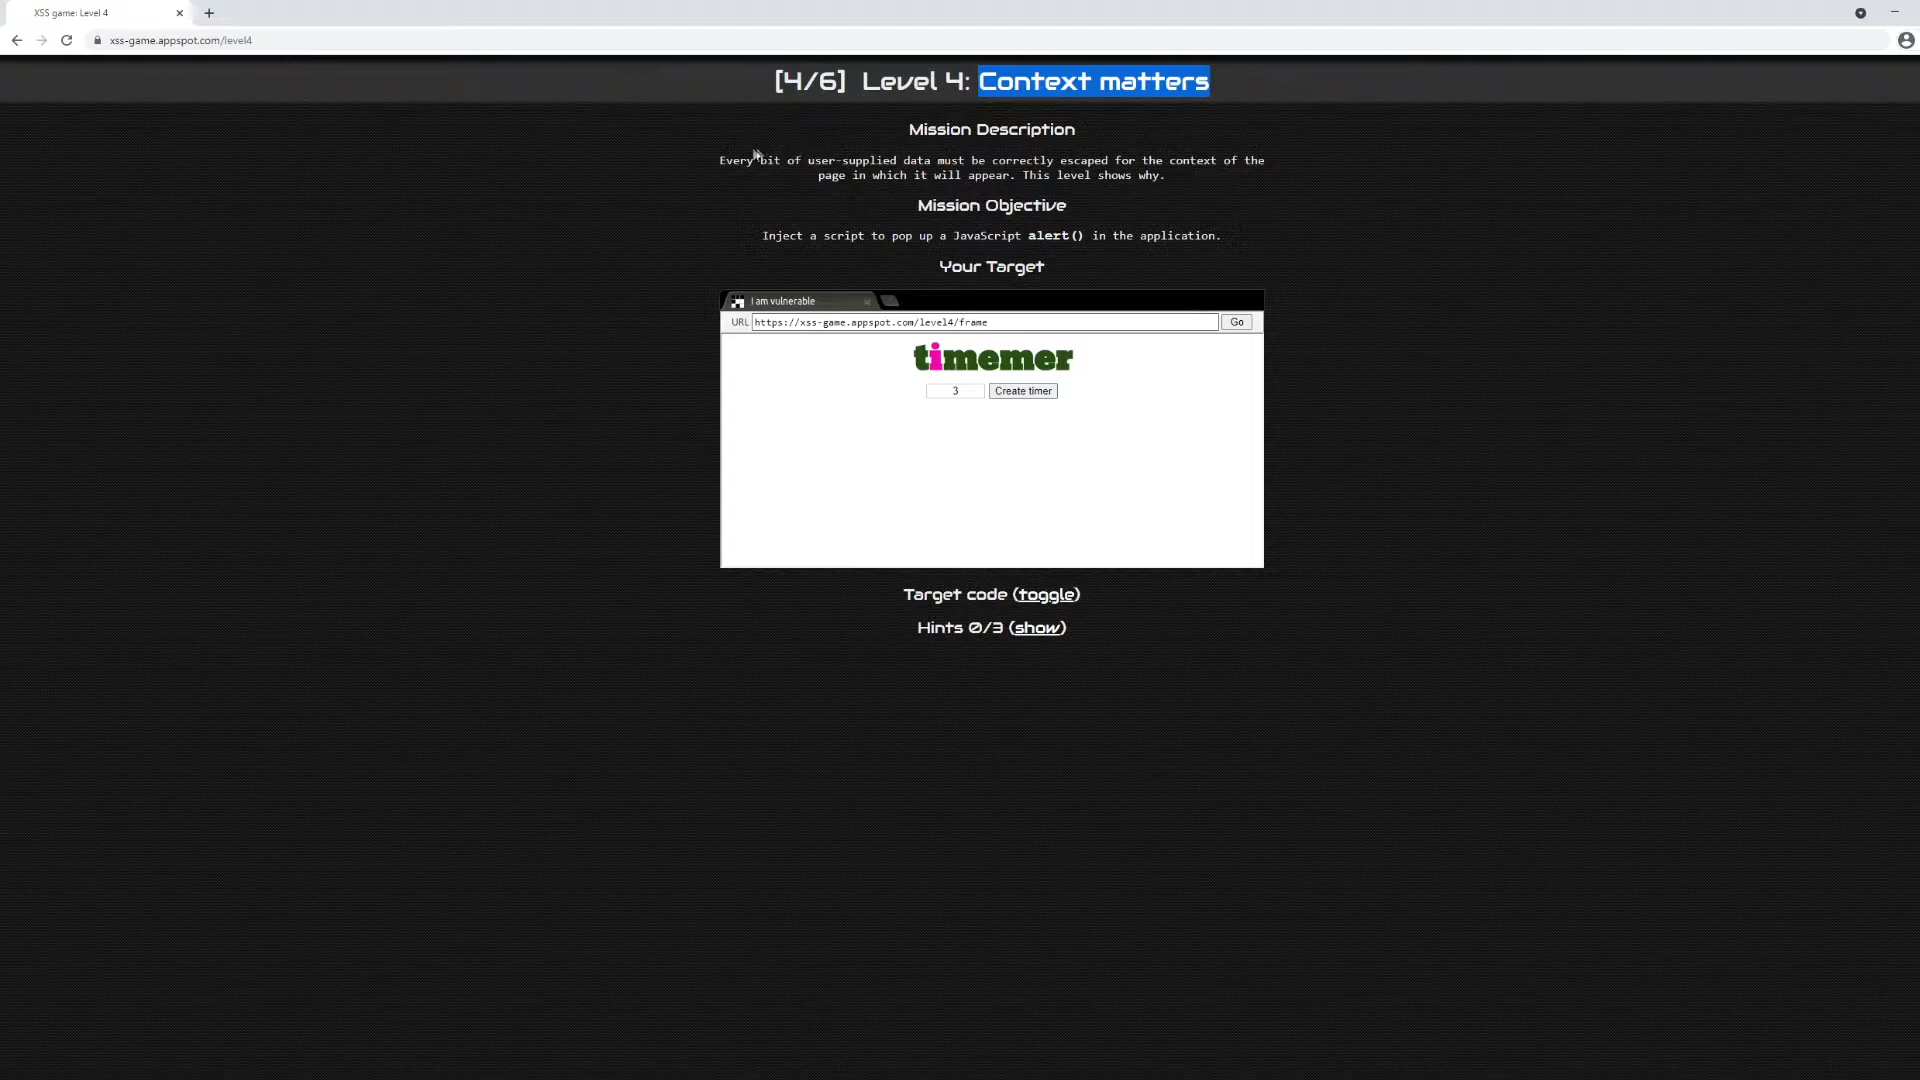 XSS game: Level 4
xss-game.appspot.com/level4
[4/6] Level 4: Context matters
Mission Description
Every bit of user-supplied data must be correctly escaped for the context of the
page in which it will appear. This level shows why.
Mission Objective
Inject a script to pop up a JavaScript alert() in the application.
Your Target
I am vulnerable
URL https://xss-game.appspot.com/level4/frame Go
timemer
3 Create timer
Target code (toggle)
Hints 0/3 (show)